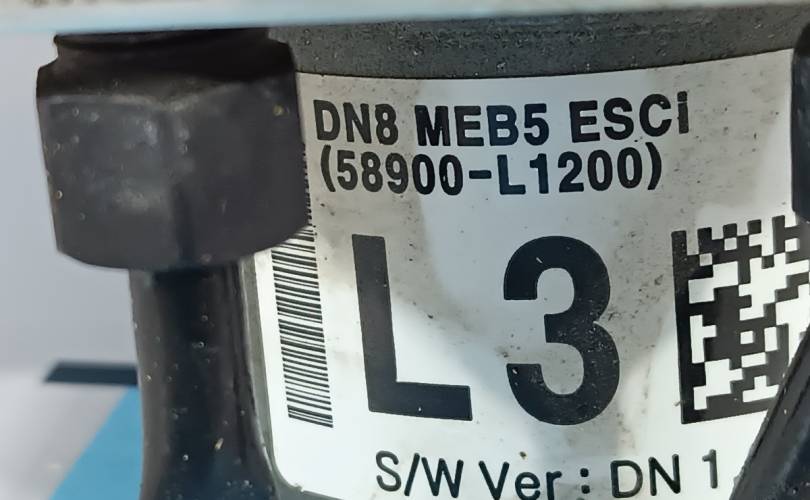 DN8 MEB5 ESCi
(58900-L1200)
L3
S/W Ver : DN 1